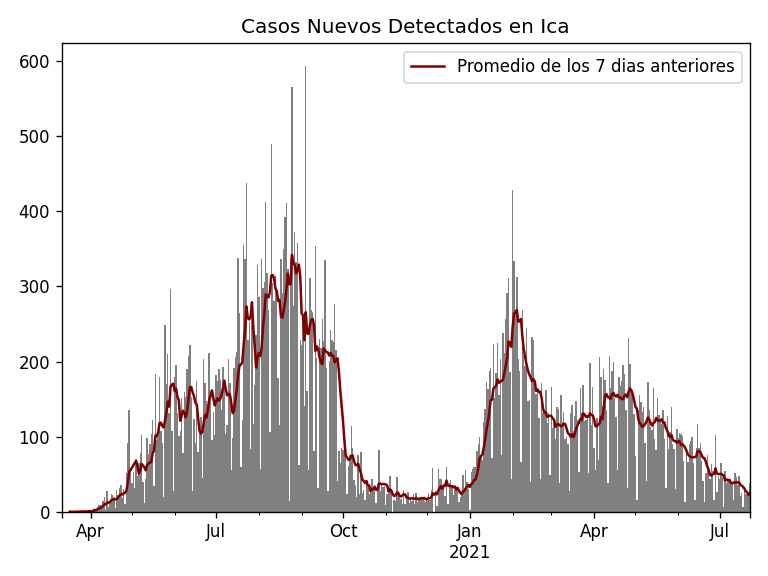 Casos Nuevos Detectados en Ica
Promedio de los 7 dias anteriores
600
500
400
300
200
100
0
Apr
Jul
Oct
Jan
2021
Apr
Jul